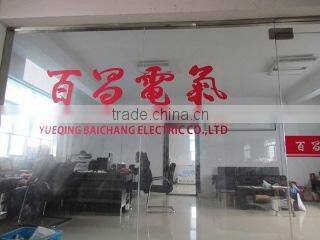 百昌電氣
trade.china.cn
YUEQING BAICHANG ELECTRIC CO.,LTD
百昌